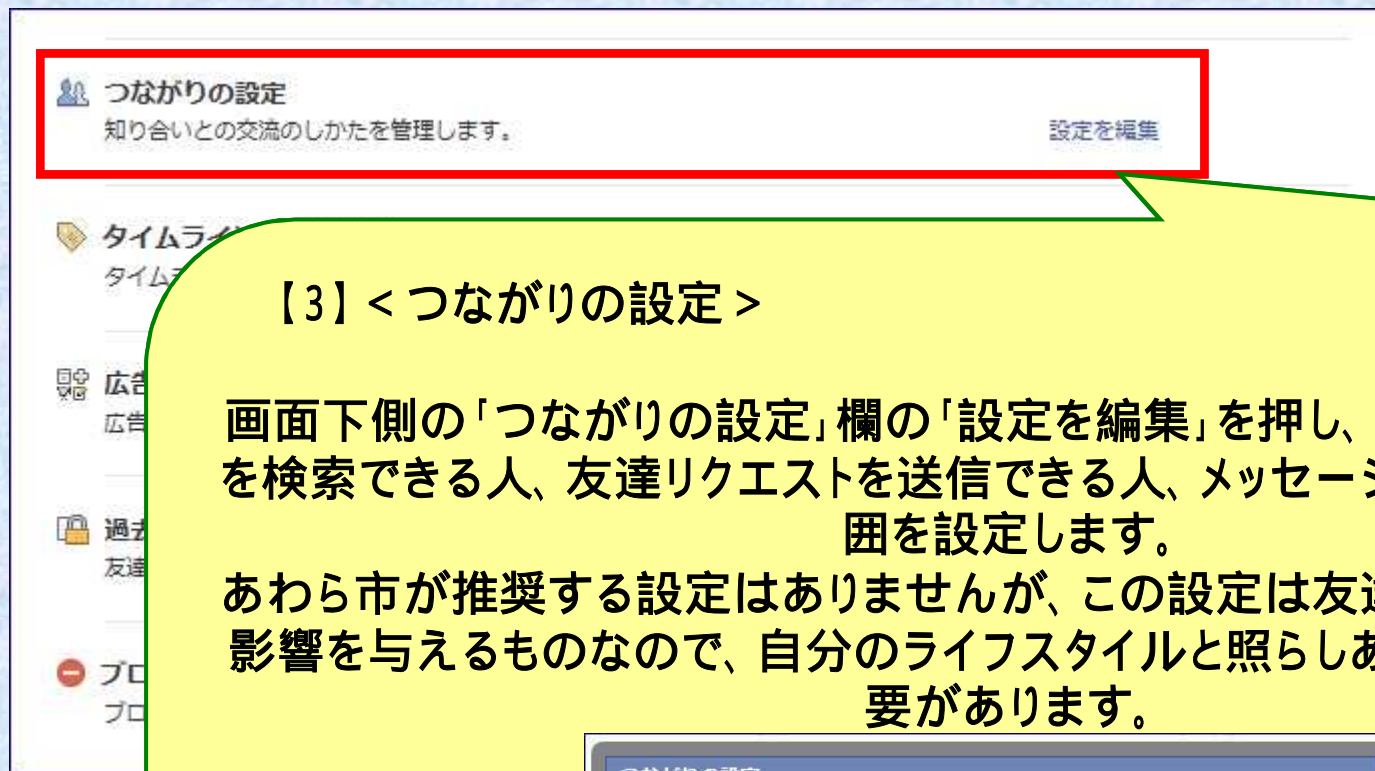 つながりの設定
知り合いとの交流のしかたを管理します。
設定を編集
タイムライ
タイム
【3】<つながりの設定>
広告
広告
画面下側の「つながりの設定」欄の「設定を編集」を押し、
を検索できる人、友達リクエストを送信できる人、メッセージ
囲を設定します。
過去
友達
あわら市が推奨する設定はありませんが、この設定は友達
影響を与えるものなので、自分のライフスタイルと照らしあ
要があります。
ブロ
ブロ